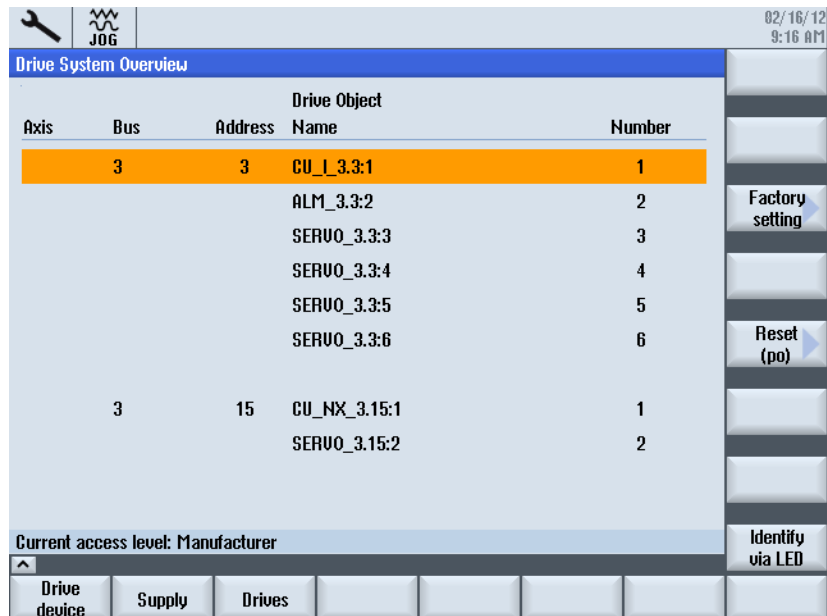 JOG
02/16/12
9:16 AM
Drive System Overview
Drive Object
Axis Bus Address Name Number
3 3 CU_I_3.3:1 1
ALM_3.3:2 2
SERVO_3.3:3 3
SERVO_3.3:4 4
SERVO_3.3:5 5
SERVO_3.3:6 6
3 15 CU_NX_3.15:1 1
SERVO_3.15:2 2
Factory
setting
Reset
(po)
Identify
via LED
Current access level: Manufacturer
Drive
device
Supply
Drives